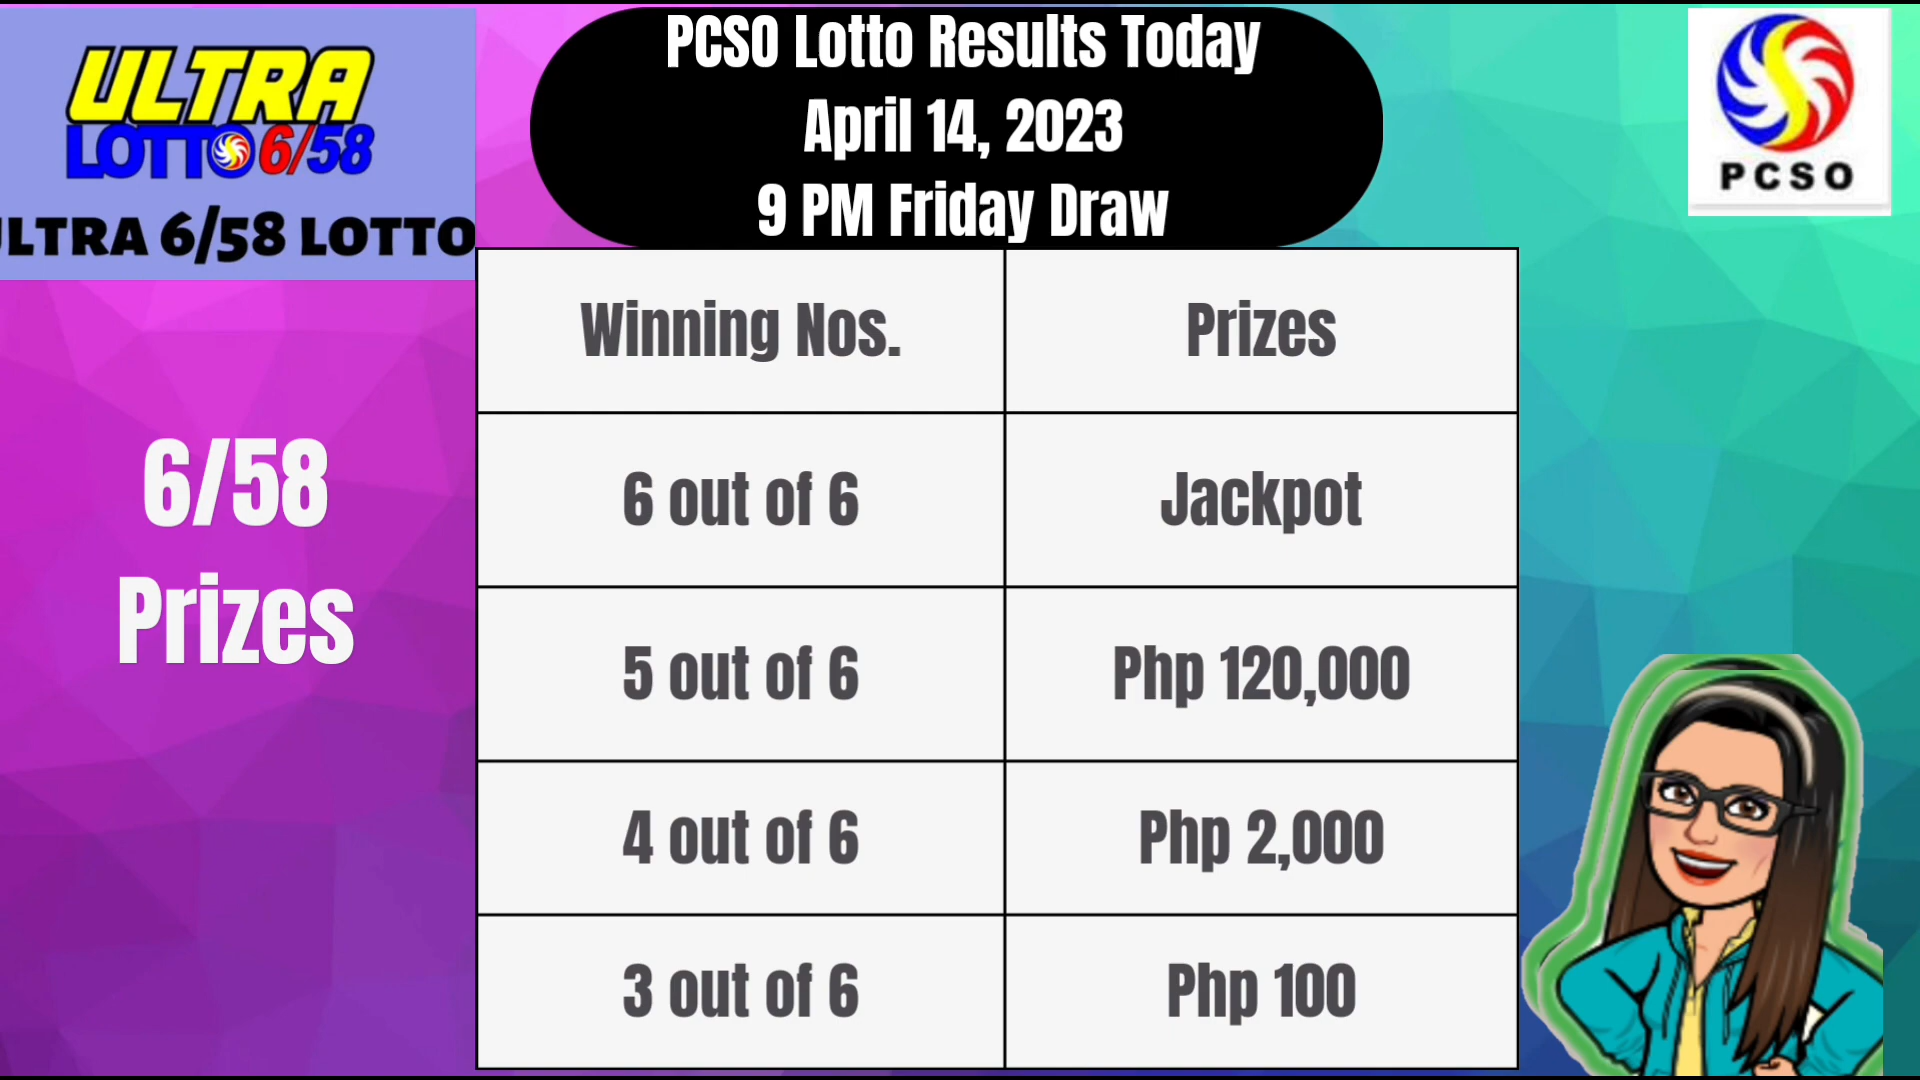 ULTRA
LOTTO 6/58
ULTRA 6/58 LOTTO
PCSO Lotto Results Today
April 14, 2023
9 PM Friday Draw
PCSO
6/58
Prizes
Winning Nos. Prizes
6 out of 6 Jackpot
5 out of 6 Php 120,000
4 out of 6 Php 2,000
3 out of 6 Php 100